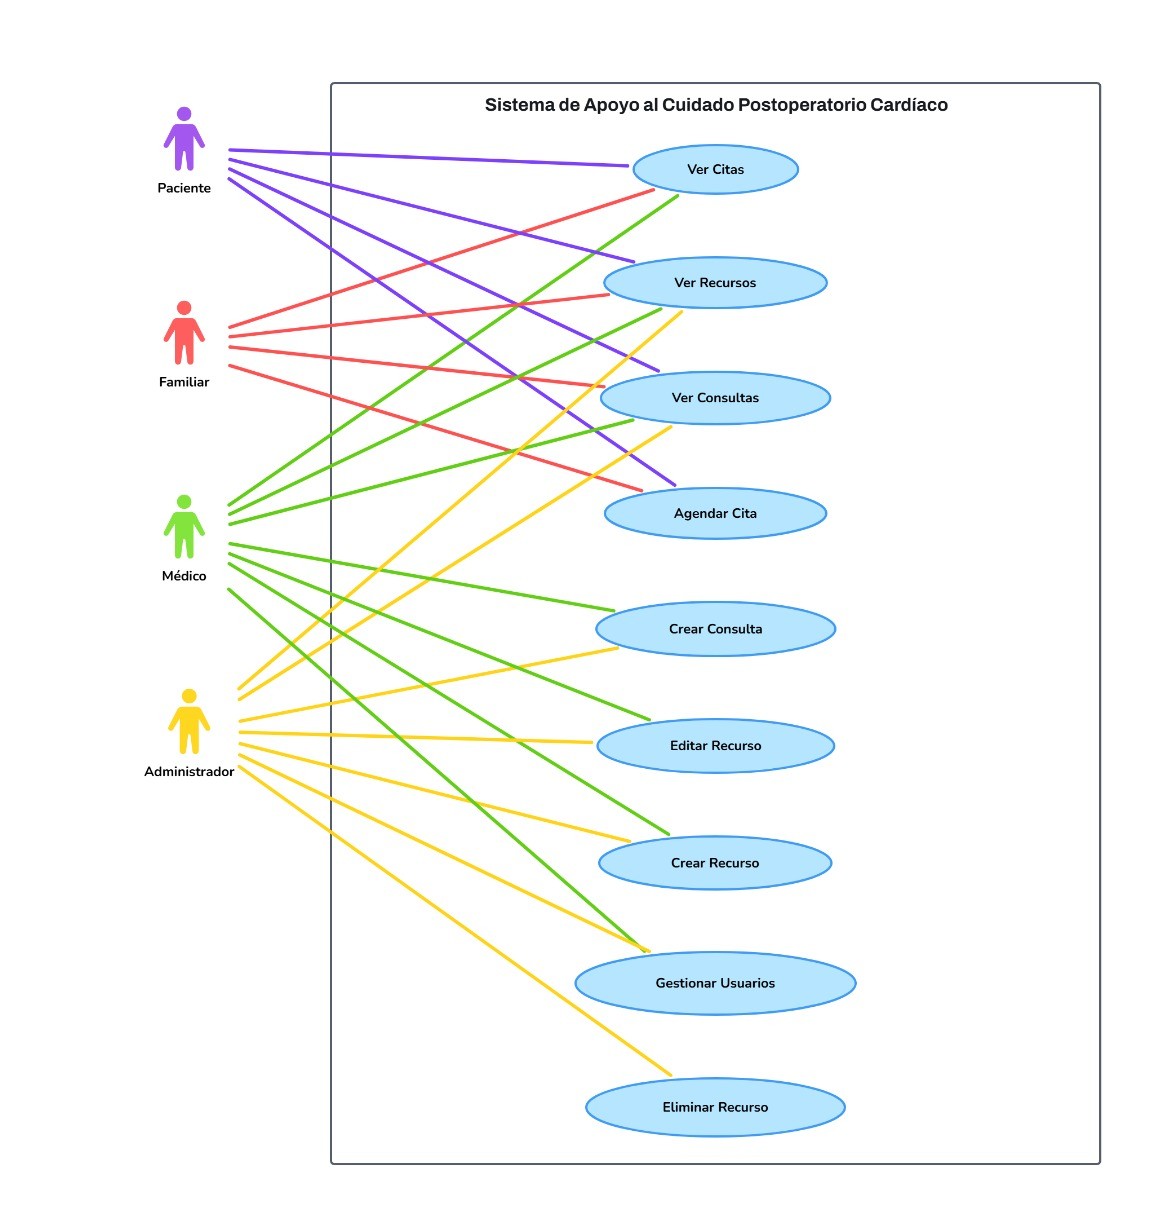 Sistema de Apoyo al Cuidado Postoperatorio Cardíaco
Paciente
Familiar
Médico
Administrador
Ver Citas
Ver Recursos
Ver Consultas
Agendar Cita
Crear Consulta
Editar Recurso
Crear Recurso
Gestionar Usuarios
Eliminar Recurso